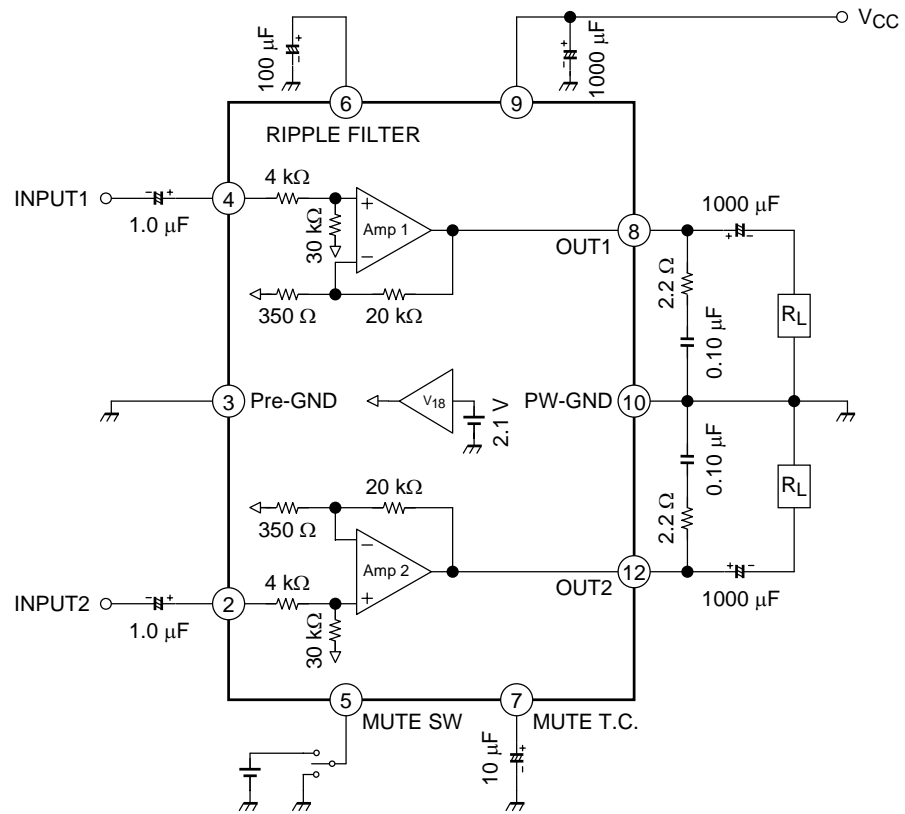 100 µF
1000 µF
VCC
6
9
RIPPLE FILTER
INPUT1
1.0 µF
4
4 kΩ
30 kΩ
+
Amp 1
−
350 Ω
20 kΩ
OUT1
8
1000 µF
2.2 Ω
0.10 µF
RL
3
Pre-GND
V18
2.1 V
PW-GND
10
20 kΩ
350 Ω
−
Amp 2
+
4 kΩ
30 kΩ
INPUT2
1.0 µF
2
OUT2
12
0.10 µF
2.2 Ω
RL
1000 µF
5
MUTE SW
7
MUTE T.C.
10 µF